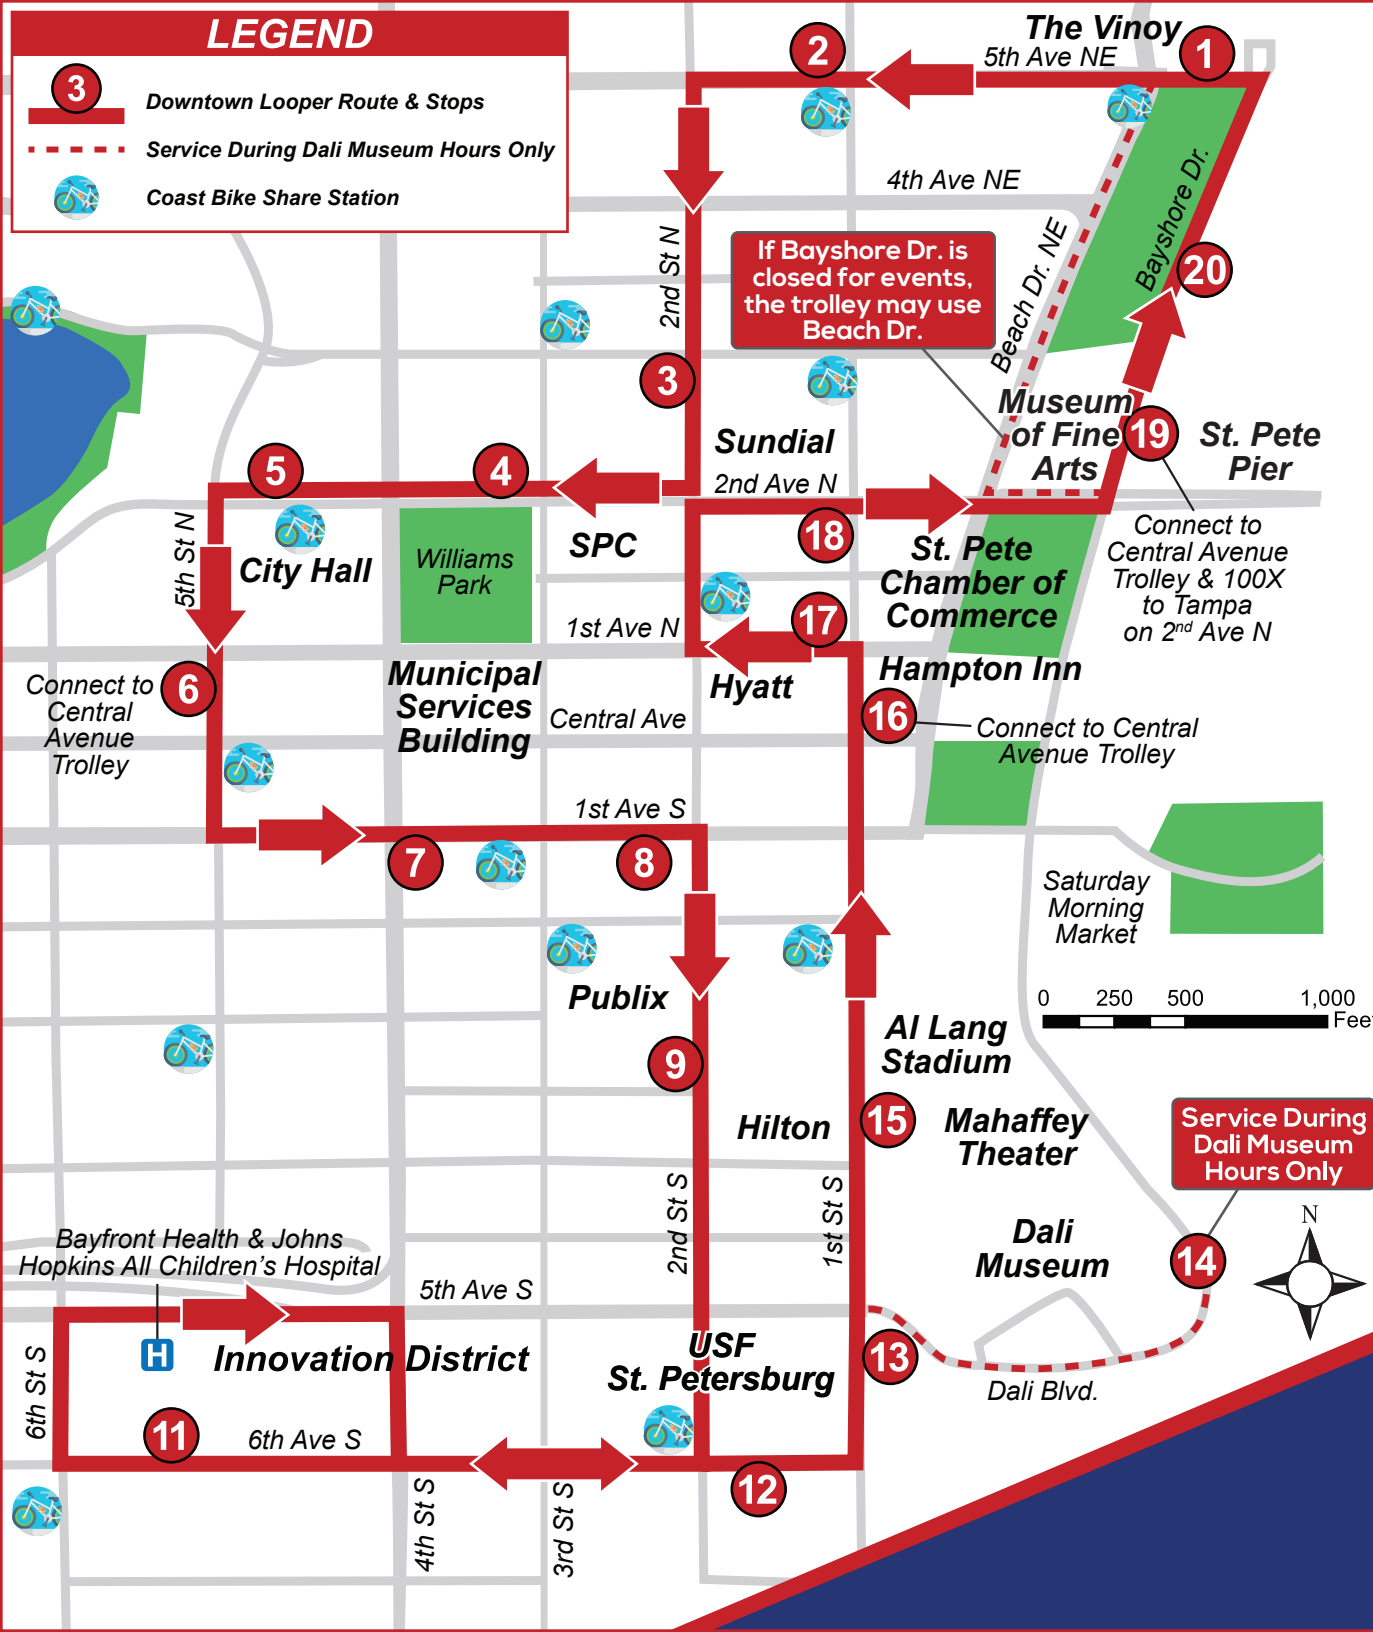 LEGEND
3
Downtown Looper Route & Stops
Service During Dali Museum Hours Only
Coast Bike Share Station
The Vinoy
5th Ave NE
1
2
4th Ave NE
2nd St N
If Bayshore Dr. is
closed for events,
the trolley may use
Beach Dr.
Beach Dr. NE
Bayshore Dr.
20
3
Museum
of Fine
Arts
19
St. Pete
Pier
Sundial
2nd Ave N
5
4
18
Connect to
Central Avenue
Trolley & 100X
to Tampa
on 2nd Ave N
5th St N
City Hall
Williams
Park
SPC
St. Pete
Chamber of
Commerce
17
1st Ave N
Hampton Inn
Hyatt
6
Connect to
Central
Avenue
Trolley
Municipal
Services
Building
Central Ave
16
Connect to Central
Avenue Trolley
1st Ave S
7
8
Saturday
Morning
Market
Publix
0 250 500 1,000
Feet
9
Al Lang
Stadium
Hilton
15
Mahaffey
Theater
Service During
Dali Museum
Hours Only
2nd St S
1st St S
Dali
Museum
14
N
Bayfront Health & Johns
Hopkins All Children's Hospital
5th Ave S
H
Innovation District
USF
St. Petersburg
13
Dali Blvd.
6th St S
11
6th Ave S
12
4th St S
3rd St S